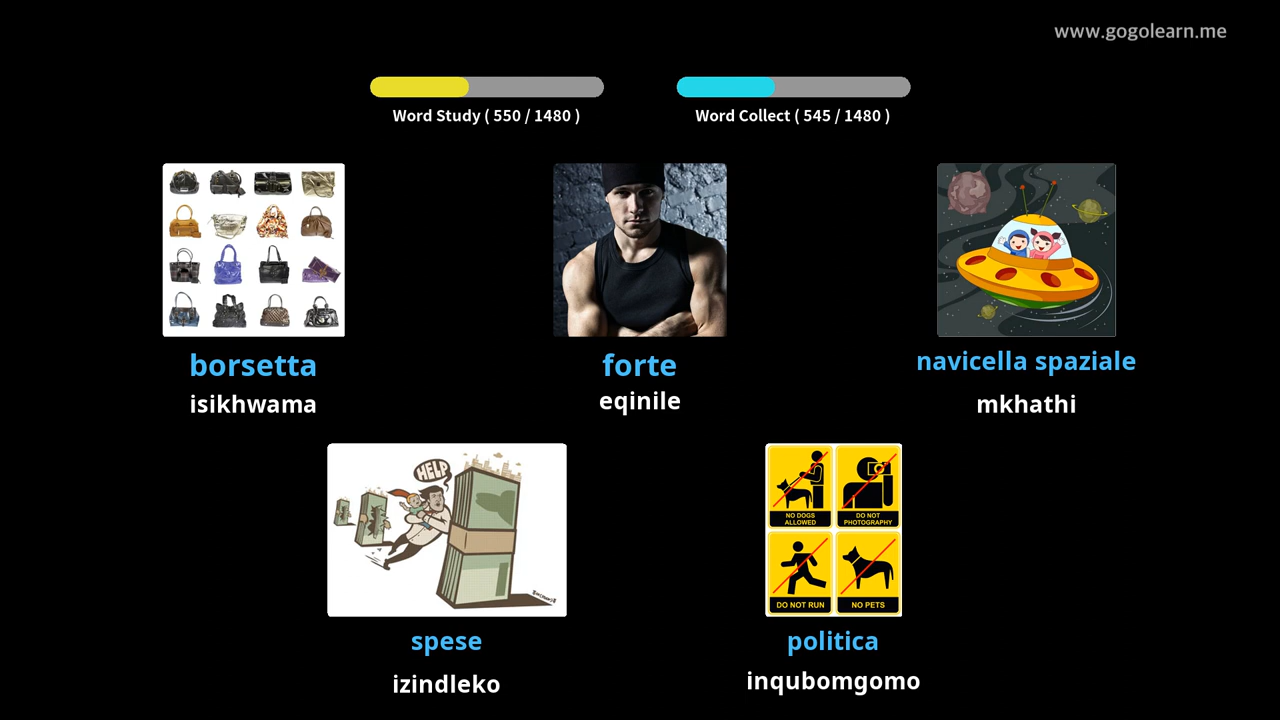 www.gogolearn.me
Word Study ( 550 / 1480 )
Word Collect ( 545 / 1480 )
borsetta
isikhwama
forte
eqinile
navicella spaziale
mkhathi
HELP
spese
izindleko
NO DOGS
ALLOWED
DO NOT
PHOTOGRAPHY
DO NOT RUN
NO PETS
politica
inqubomgomo